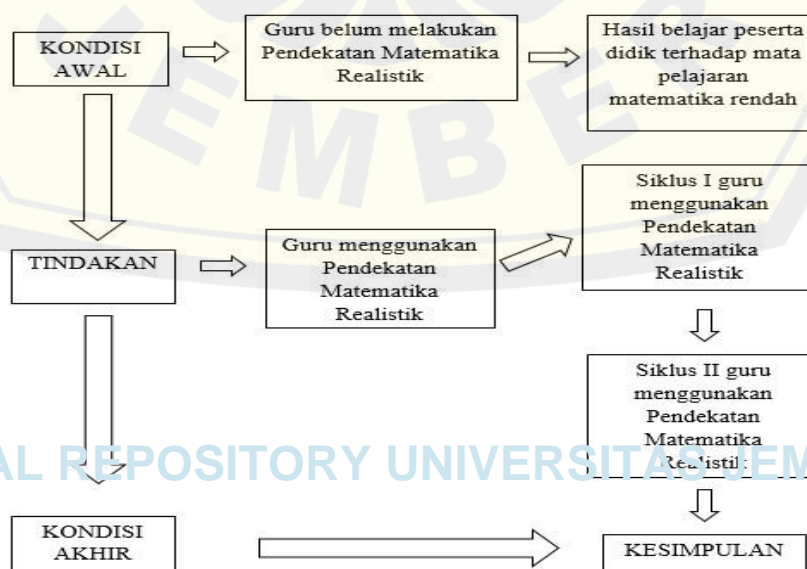 KONDISI
AWAL
Guru belum melakukan
Pendekatan Matematika
Realistik
Hasil belajar peserta
didik terhadap mata
pelajaran
matematika rendah
EMBER
TINDAKAN
Guru menggunakan
Pendekatan
Matematika
Realistik
Siklus I guru
menggunakan
Pendekatan
Matematika
Realistik
Siklus II guru
menggunakan
Pendekatan
Matematika
Realistik
AL REPOSITORY UNIVERSITAS JEM
KONDISI
AKHIR
KESIMPULAN